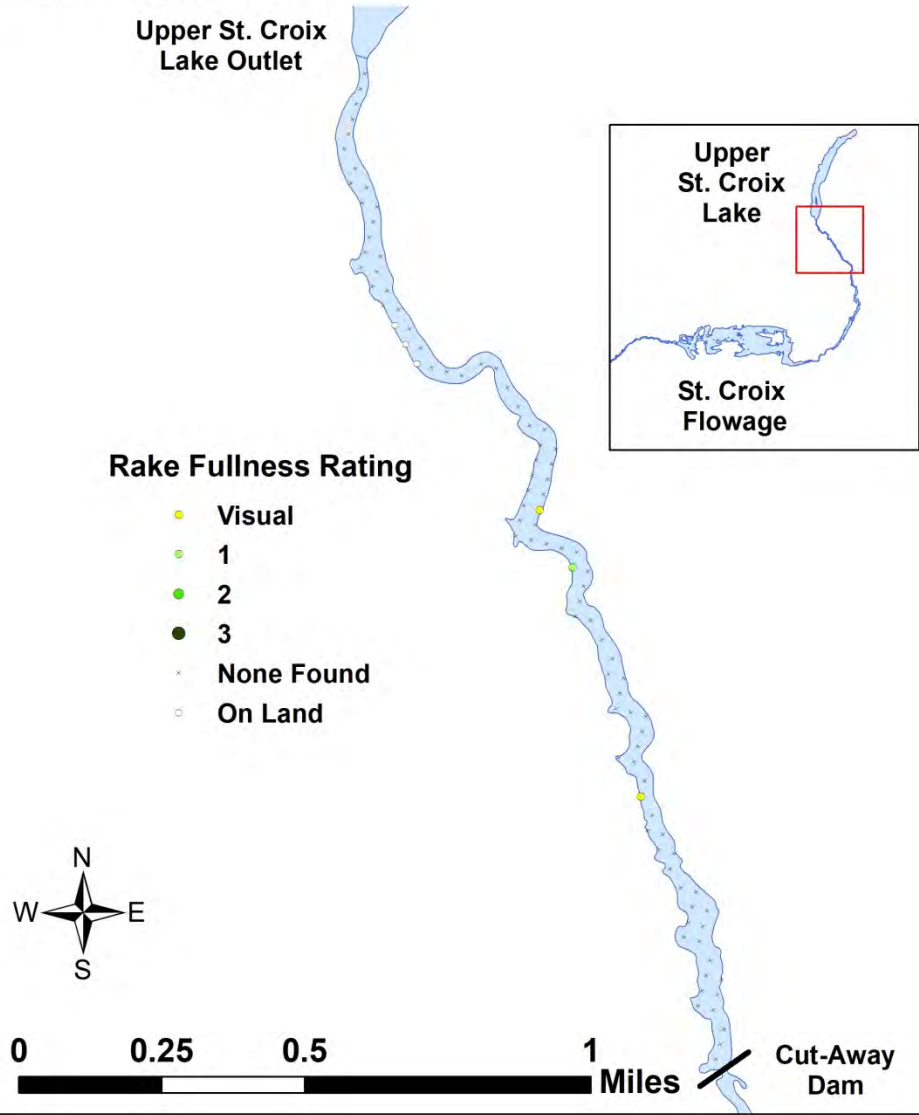 Upper St. Croix
Lake Outlet
Upper
St. Croix
Lake
St. Croix
Flowage
Rake Fullness Rating
Visual
1
2
3
None Found
On Land
N
W E
S
0 0.25 0.5 1
Miles
Cut-Away
Dam